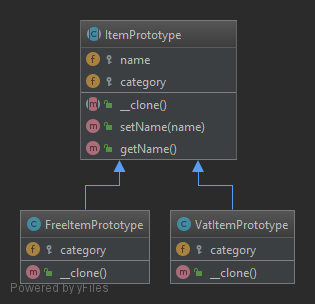 ItemPrototype
name
category
__clone()
setName(name)
getName()
FreeItemPrototype
category
__clone()
VatItemPrototype
category
__clone()
Powered by yFiles